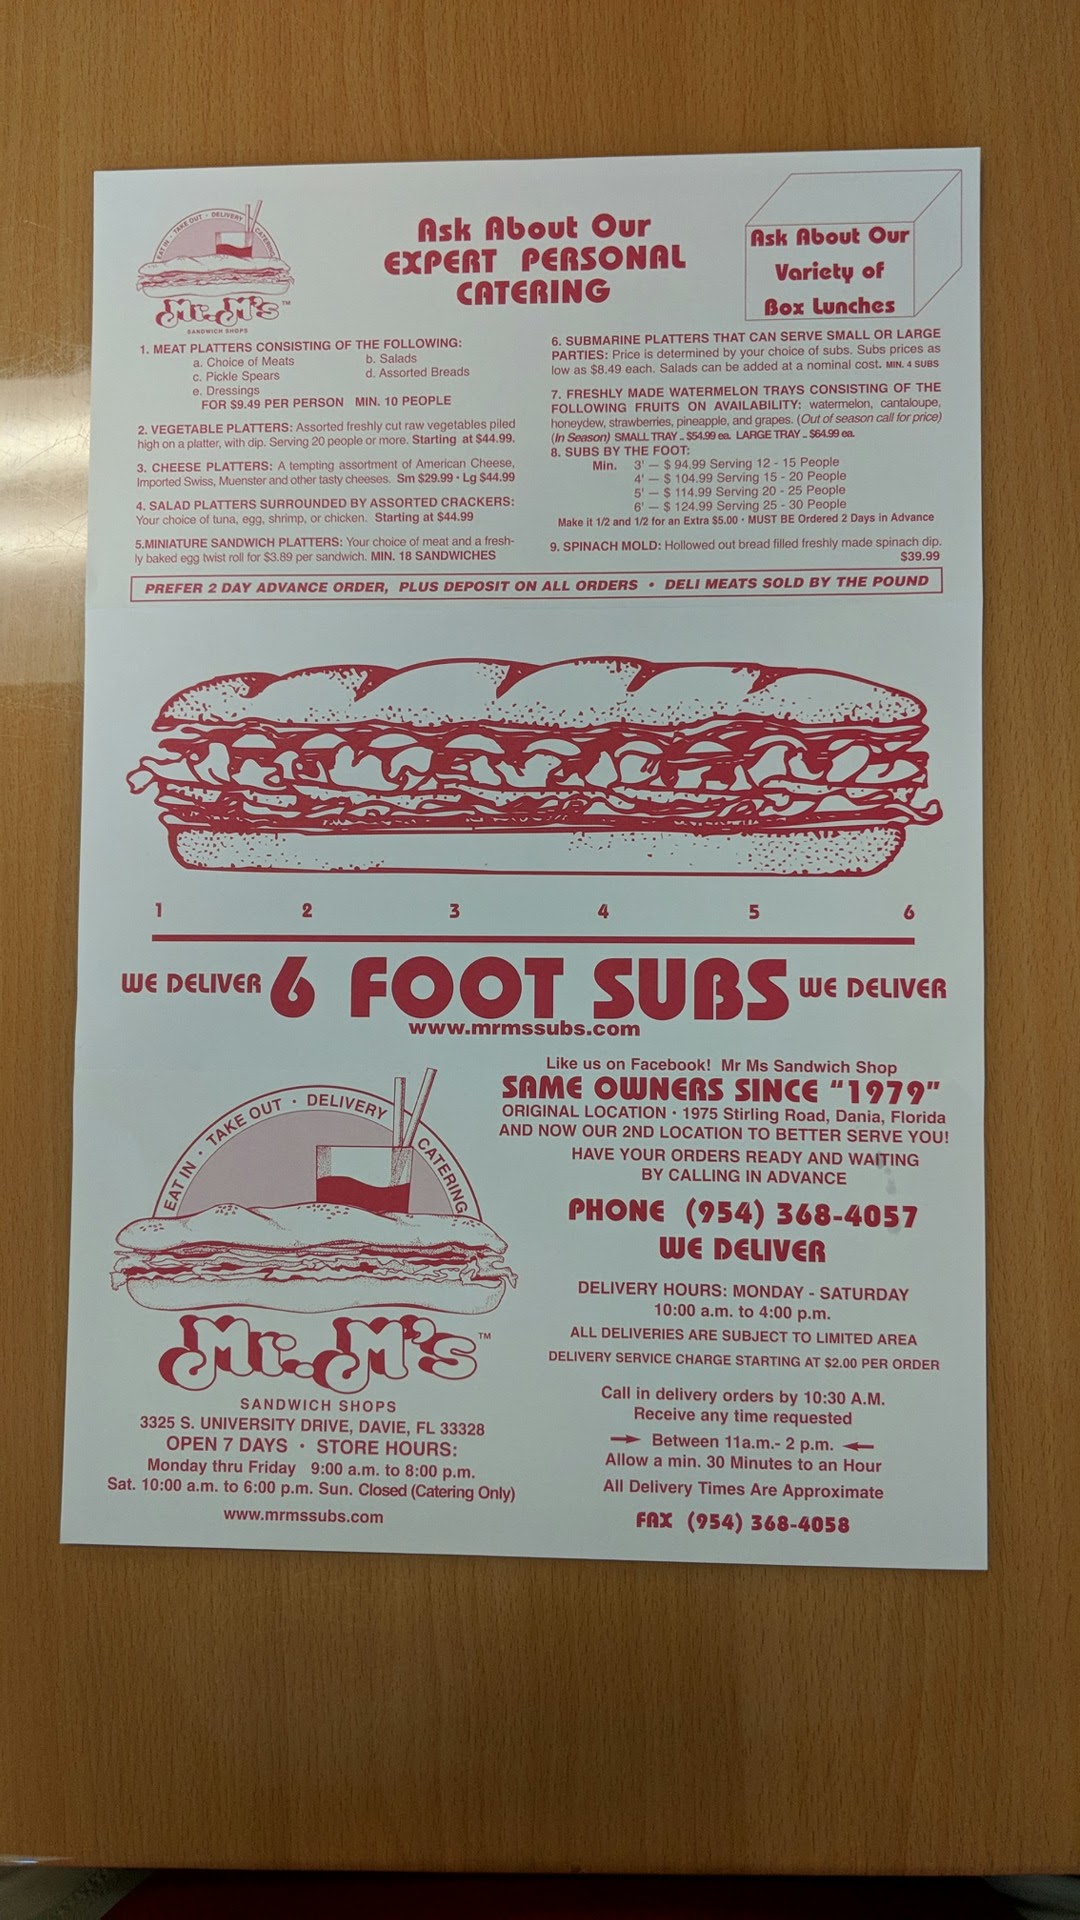 EAT IN · TAKE OUT · DELIVERY CATERING
Mr. M's™
SANDWICH SHOPS
Ask About Our
EXPERT PERSONAL
CATERING
Ask About Our
Variety of
Box Lunches
1. MEAT PLATTERS CONSISTING OF THE FOLLOWING:
a. Choice of Meats b. Salads
c. Pickle Spears d. Assorted Breads
e. Dressings
FOR $9.49 PER PERSON MIN. 10 PEOPLE
2. VEGETABLE PLATTERS: Assorted freshly cut raw vegetables piled
high on a platter, with dip. Serving 20 people or more. Starting at $44.99.
3. CHEESE PLATTERS: A tempting assortment of American Cheese,
Imported Swiss, Muenster and other tasty cheeses. Sm $29.99 · Lg $44.99
4. SALAD PLATTERS SURROUNDED BY ASSORTED CRACKERS:
Your choice of tuna, egg, shrimp, or chicken. Starting at $44.99
5.MINIATURE SANDWICH PLATTERS: Your choice of meat and a fresh-
ly baked egg twist roll for $3.89 per sandwich. MIN. 18 SANDWICHES
6. SUBMARINE PLATTERS THAT CAN SERVE SMALL OR LARGE
PARTIES: Price is determined by your choice of subs. Subs prices as
low as $8.49 each. Salads can be added at a nominal cost. MIN. 4 SUBS
7. FRESHLY MADE WATERMELON TRAYS CONSISTING OF THE
FOLLOWING FRUITS ON AVAILABILITY: watermelon, cantaloupe,
honeydew, strawberries, pineapple, and grapes. (Out of season call for price)
(In Season) SMALL TRAY .. $54.99 ea. LARGE TRAY .. $64.99 ea.
8. SUBS BY THE FOOT:
Min. 3' — $ 94.99 Serving 12 - 15 People
4' — $ 104.99 Serving 15 - 20 People
5' — $ 114.99 Serving 20 - 25 People
6' — $ 124.99 Serving 25 - 30 People
Make it 1/2 and 1/2 for an Extra $5.00 · MUST BE Ordered 2 Days in Advance
9. SPINACH MOLD: Hollowed out bread filled freshly made spinach dip.
$39.99
PREFER 2 DAY ADVANCE ORDER, PLUS DEPOSIT ON ALL ORDERS • DELI MEATS SOLD BY THE POUND
1 2 3 4 5 6
WE DELIVER 6 FOOT SUBS WE DELIVER
www.mrmssubs.com
EAT IN · TAKE OUT · DELIVERY CATERING
Mr. M's™
SANDWICH SHOPS
3325 S. UNIVERSITY DRIVE, DAVIE, FL 33328
OPEN 7 DAYS · STORE HOURS:
Monday thru Friday 9:00 a.m. to 8:00 p.m.
Sat. 10:00 a.m. to 6:00 p.m. Sun. Closed (Catering Only)
www.mrmssubs.com
Like us on Facebook! Mr Ms Sandwich Shop
SAME OWNERS SINCE "1979"
ORIGINAL LOCATION · 1975 Stirling Road, Dania, Florida
AND NOW OUR 2ND LOCATION TO BETTER SERVE YOU!
HAVE YOUR ORDERS READY AND WAITING
BY CALLING IN ADVANCE
PHONE (954) 368-4057
WE DELIVER
DELIVERY HOURS: MONDAY - SATURDAY
10:00 a.m. to 4:00 p.m.
ALL DELIVERIES ARE SUBJECT TO LIMITED AREA
DELIVERY SERVICE CHARGE STARTING AT $2.00 PER ORDER
Call in delivery orders by 10:30 A.M.
Receive any time requested
Between 11a.m.- 2 p.m.
Allow a min. 30 Minutes to an Hour
All Delivery Times Are Approximate
FAX (954) 368-4058